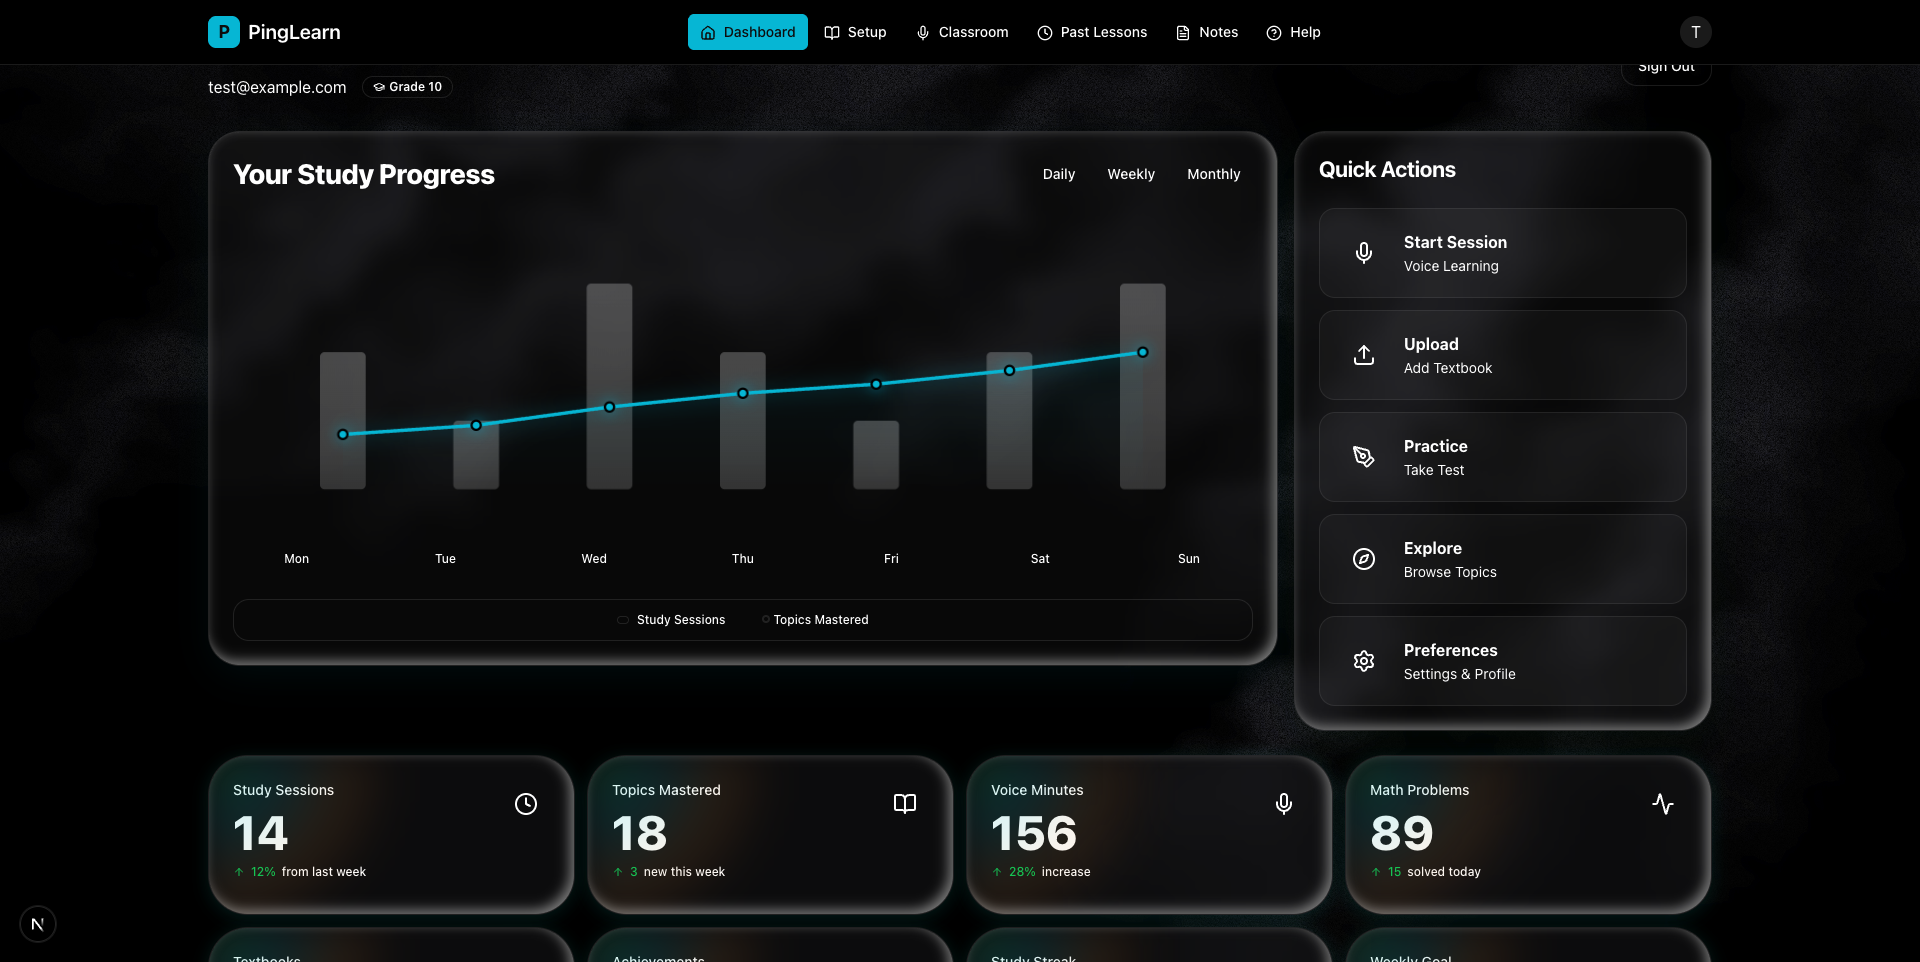 P PingLearn
Dashboard Setup Classroom Past Lessons Notes Help
T
test@example.com Grade 10
Sign Out
Your Study Progress
Daily Weekly Monthly
Mon Tue Wed Thu Fri Sat Sun
Study Sessions Topics Mastered
Quick Actions
Start Session
Voice Learning
Upload
Add Textbook
Practice
Take Test
Explore
Browse Topics
Preferences
Settings & Profile
Study Sessions
14
↑ 12% from last week
Topics Mastered
18
↑ 3 new this week
Voice Minutes
156
↑ 28% increase
Math Problems
89
↑ 15 solved today
N
Textbooks
Achievements
Study Streak
Weekly Goal